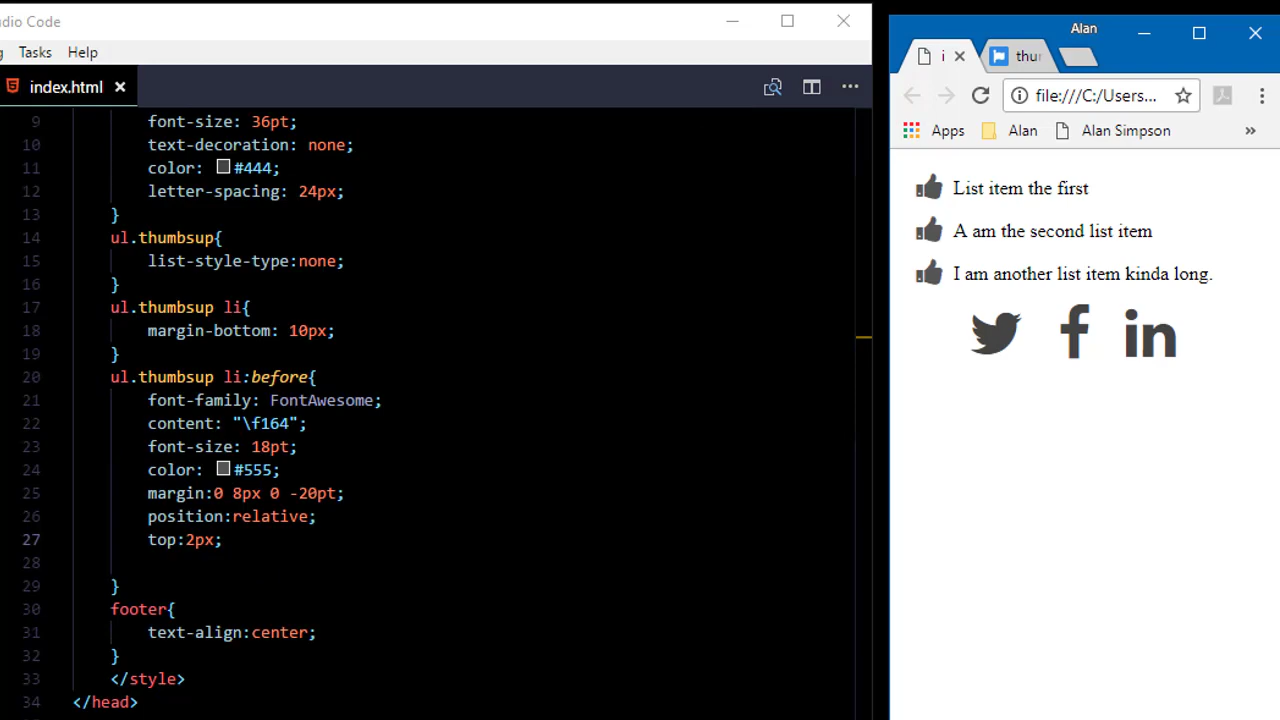 dio Code
Tasks Help
index.html
9 font-size: 36pt;
10 text-decoration: none;
11 color: #444;
12 letter-spacing: 24px;
13 }
14 ul.thumbsup{
15 list-style-type:none;
16 }
17 ul.thumbsup li{
18 margin-bottom: 10px;
19 }
20 ul.thumbsup li:before{
21 font-family: FontAwesome;
22 content: "\f164";
23 font-size: 18pt;
24 color: #555;
25 margin:0 8px 0 -20pt;
26 position:relative;
27 top:2px;
28
29 }
30 footer{
31 text-align:center;
32 }
33 </style>
34 </head>
Alan
i
thu
file:///C:/Users...
Apps Alan Alan Simpson »
List item the first
A am the second list item
I am another list item kinda long.